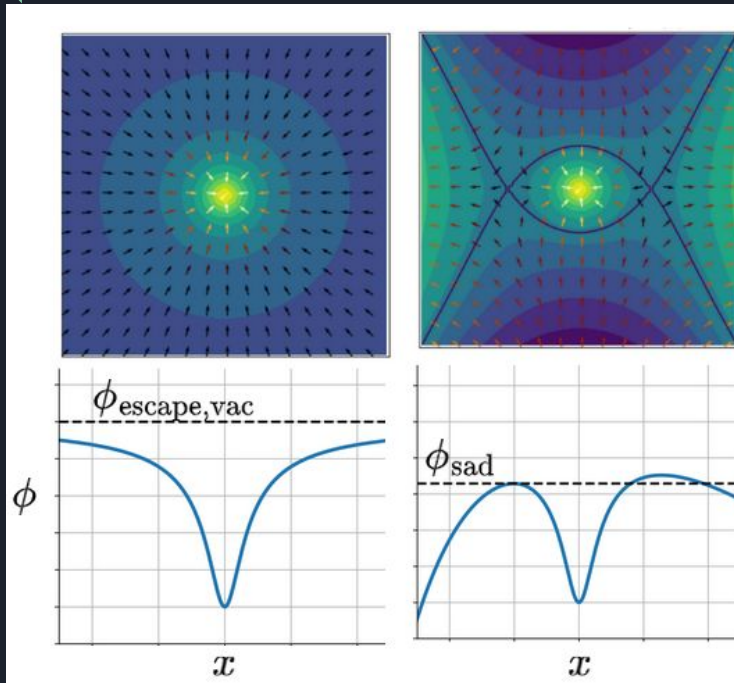 ϕescape,vac
ϕsad
ϕ
x
x